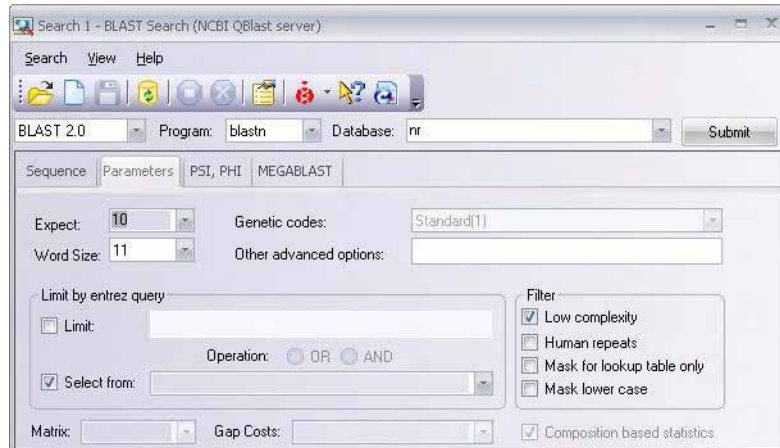 Search 1 - BLAST Search (NCBI QBlast server)
Search View Help
BLAST 2.0 Program: blastn Database: nr Submit
Sequence Parameters PSI, PHI MEGABLAST
Expect: 10 Genetic codes: Standard(1)
Word Size: 11 Other advanced options:
Limit by entrez query Filter
Limit: Low complexity
Human repeats
Operation: OR AND Mask for lookup table only
Select from: Mask lower case
Matrix: Gap Costs: Composition based statistics